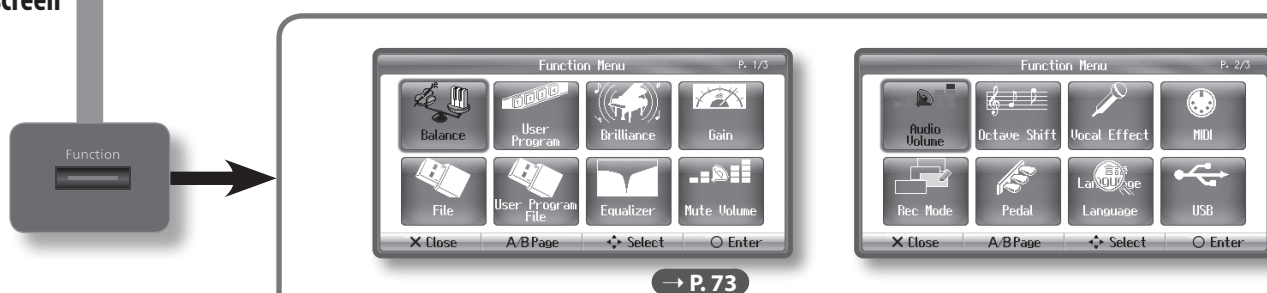 screen
Function
Function Menu P. 1/3
Balance
User Program
Brilliance
Gain
File
User Program File
Equalizer
Mute Volume
X Close A/B Page Select O Enter
→ P. 73
Function Menu P. 2/3
Audio Volume
Octave Shift
Vocal Effect
MIDI
Rec Mode
Pedal
Language
Language
USB
X Close A/B Page Select O Enter